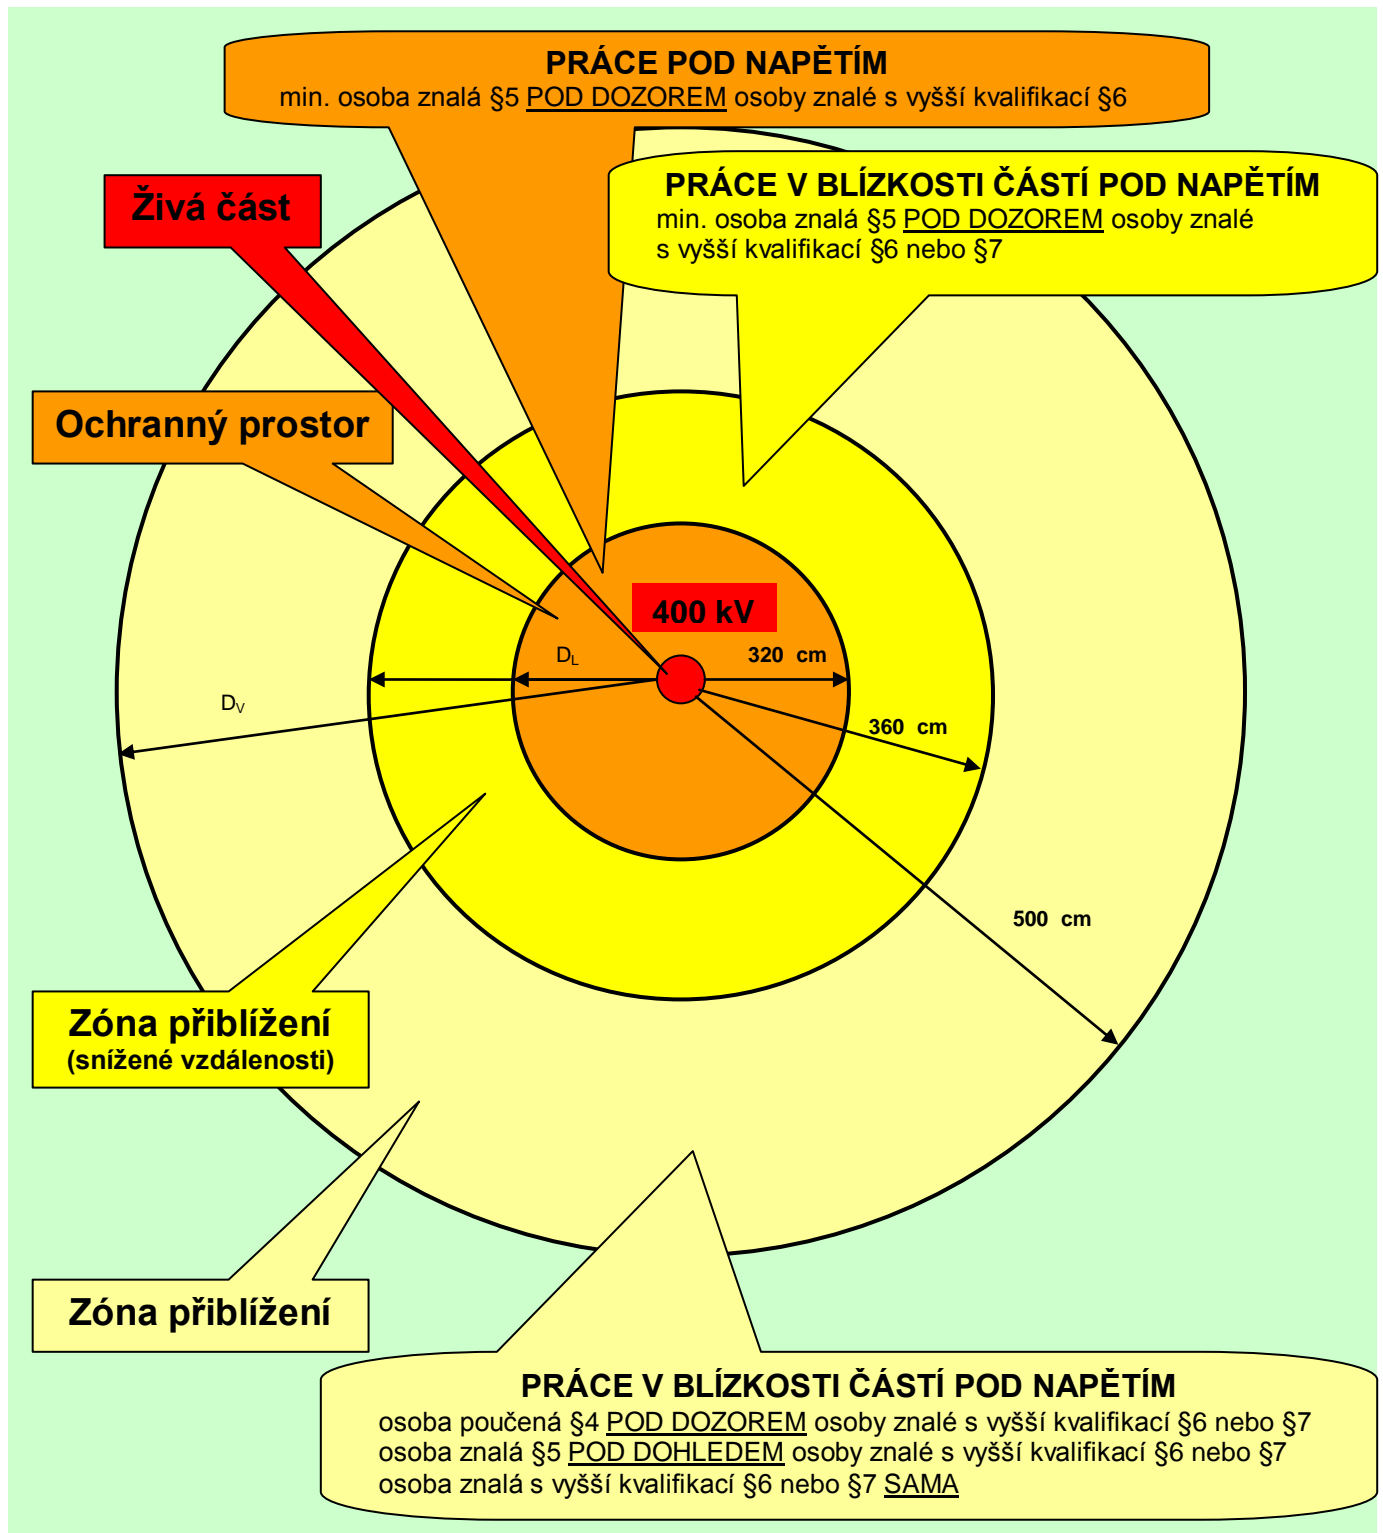 PRÁCE POD NAPĚTÍM
min. osoba znalá §5 POD DOZOREM osoby znalé s vyšší kvalifikací §6
PRÁCE V BLÍZKOSTI ČÁSTÍ POD NAPĚTÍM
min. osoba znalá §5 POD DOZOREM osoby znalé
s vyšší kvalifikací §6 nebo §7
Živá část
Ochranný prostor
400 kV
D_L
320 cm
D_V
360 cm
500 cm
Zóna přiblížení
(snížené vzdálenosti)
Zóna přiblížení
PRÁCE V BLÍZKOSTI ČÁSTÍ POD NAPĚTÍM
osoba poučená §4 POD DOZOREM osoby znalé s vyšší kvalifikací §6 nebo §7
osoba znalá §5 POD DOHLEDEM osoby znalé s vyšší kvalifikací §6 nebo §7
osoba znalá s vyšší kvalifikací §6 nebo §7 SAMA